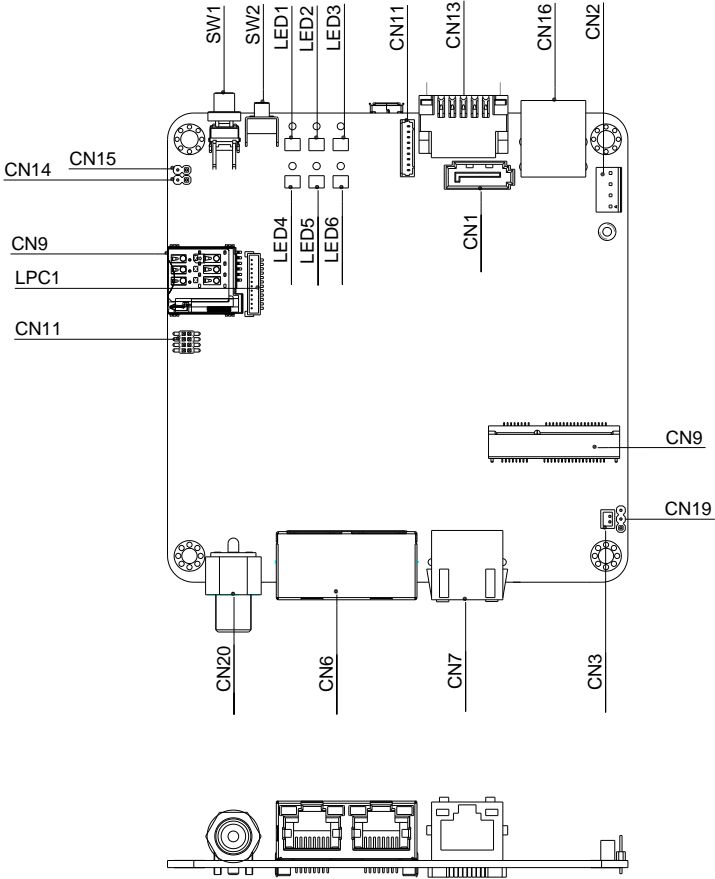 SW1
SW2
LED1
LED2
LED3
CN11
CN13
CN16
CN2
CN15
CN14
LED4
LED5
LED6
CN1
CN9
LPC1
CN11
CN9
CN19
CN20
CN6
CN7
CN3